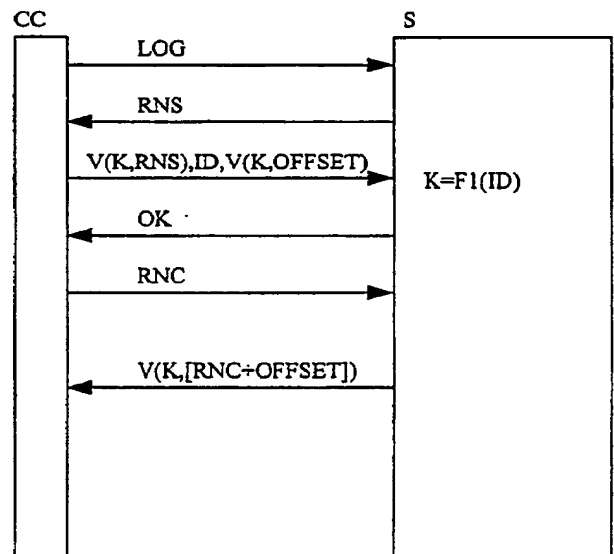 CC S
LOG
RNS
V(K,RNS),ID,V(K,OFFSET)
K=F1(ID)
OK
RNC
V(K,[RNC+OFFSET])